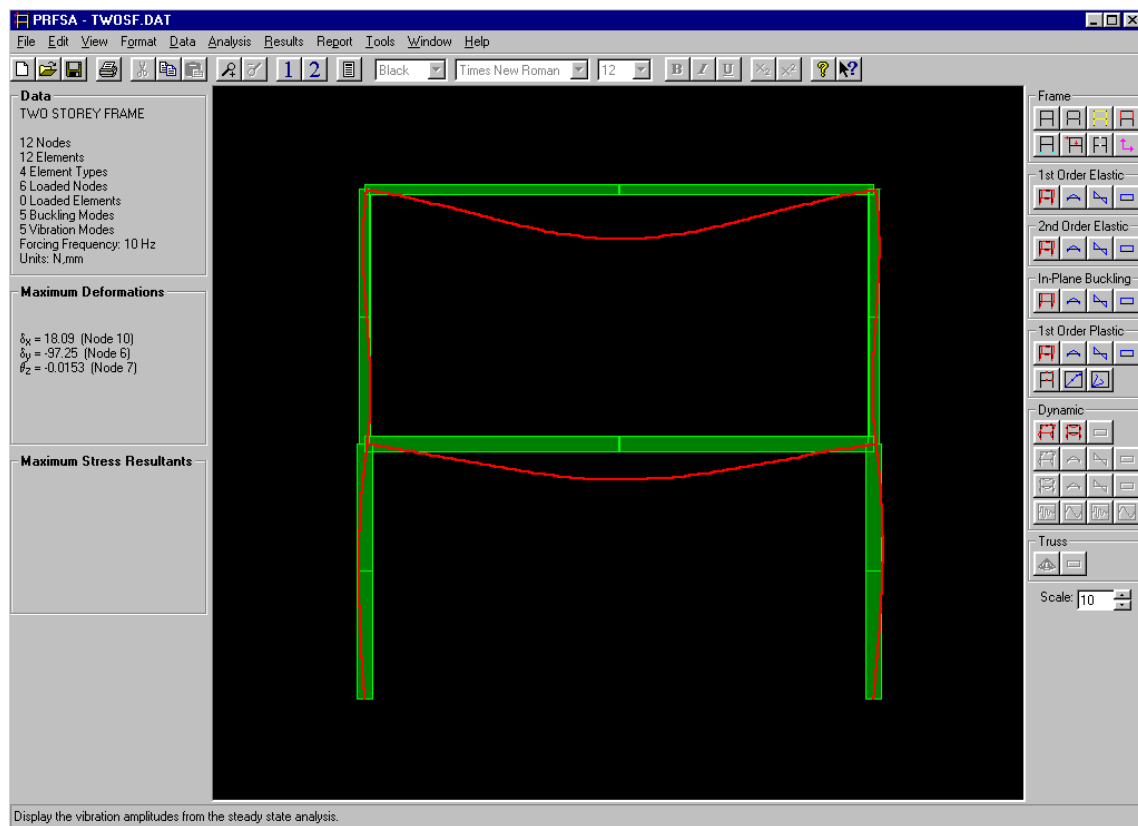 PRFSA - TWOSF.DAT
File Edit View Format Data Analysis Results Report Tools Window Help
1 2 Black Times New Roman 12 B I U X₂ x² ? ?
Data
TWO STOREY FRAME
12 Nodes
12 Elements
4 Element Types
6 Loaded Nodes
0 Loaded Elements
5 Buckling Modes
5 Vibration Modes
Forcing Frequency: 10 Hz
Units: N,mm
Maximum Deformations
δx = 18.09 (Node 10)
δy = -97.25 (Node 6)
θz = -0.0153 (Node 7)
Maximum Stress Resultants
Frame
1st Order Elastic
2nd Order Elastic
In-Plane Buckling
1st Order Plastic
Dynamic
Truss
Scale: 10
Display the vibration amplitudes from the steady state analysis.